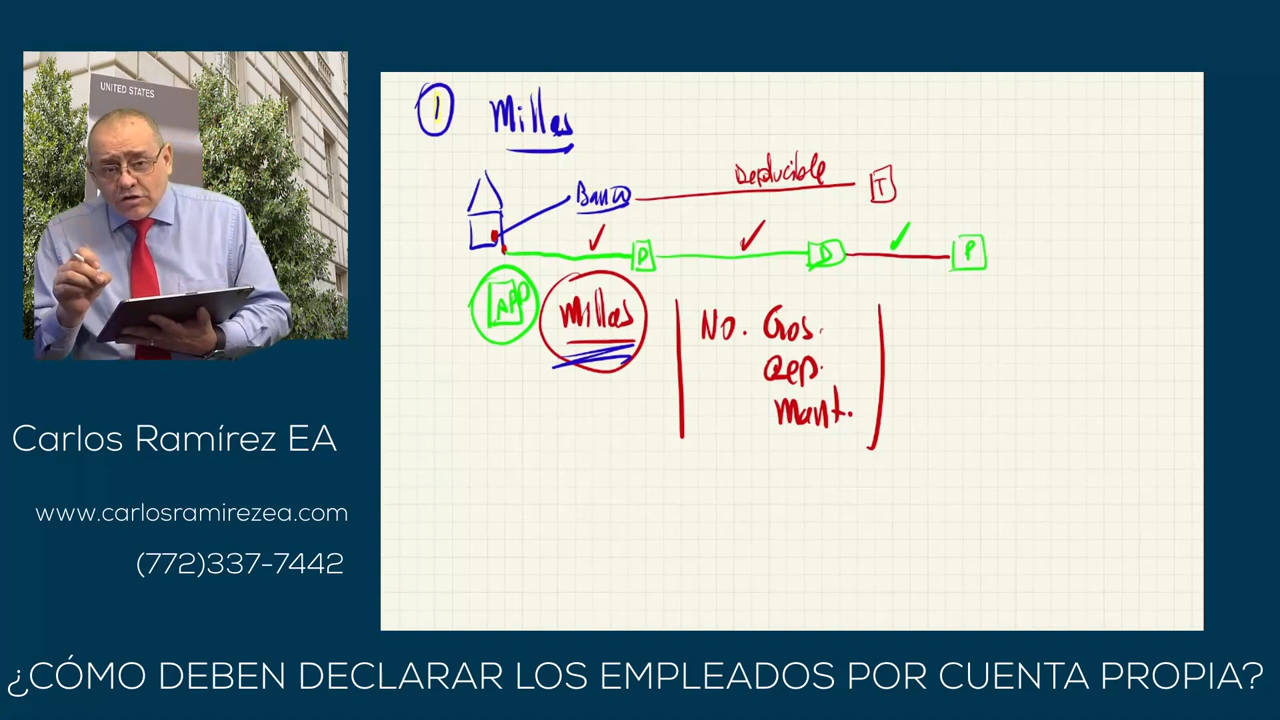 UNITED STATES
1 Millas
Deducible
Banco T
D D P
APP Millas No. Gas.
Rep.
Mant.
Carlos Ramírez EA
www.carlosramirezea.com
(772)337-7442
¿CÓMO DEBEN DECLARAR LOS EMPLEADOS POR CUENTA PROPIA?